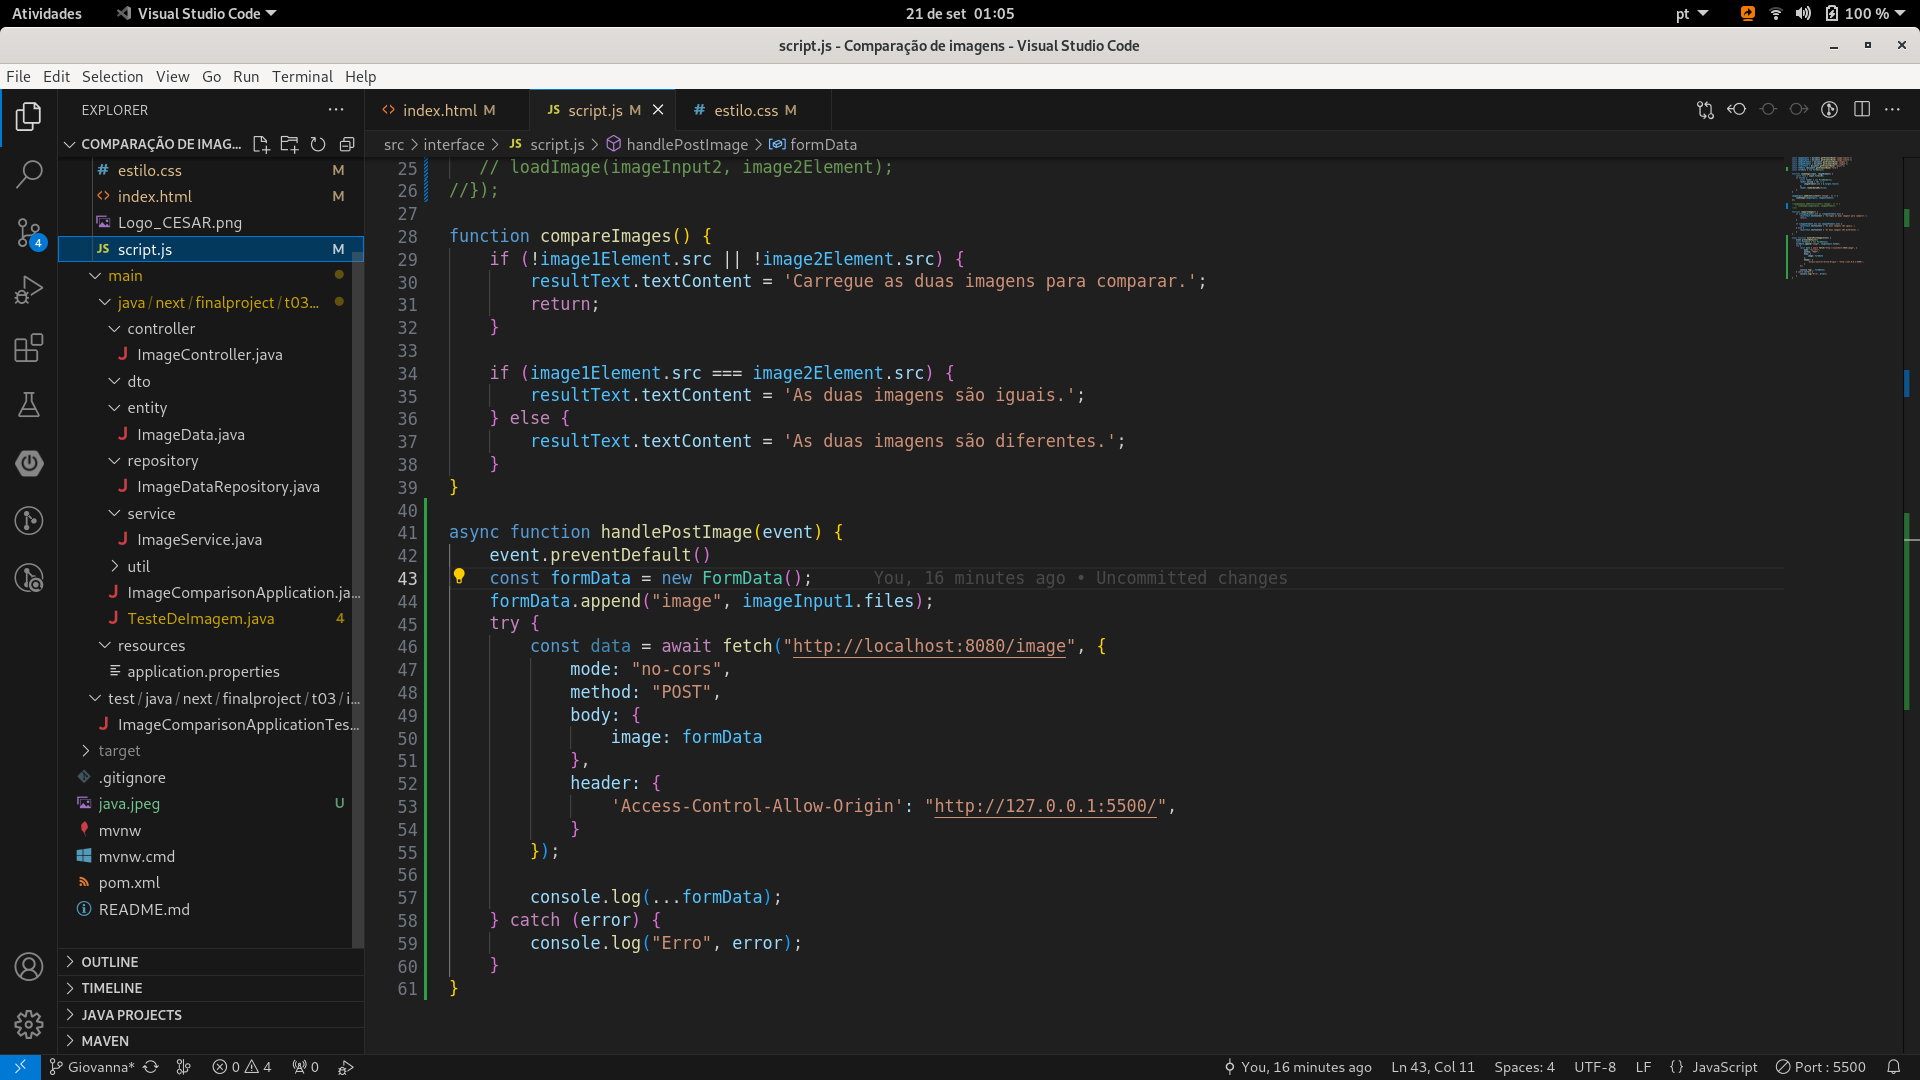 Atividades
Visual Studio Code
21 de set 01:05
pt
100 %
script.js - Comparação de imagens - Visual Studio Code
File Edit Selection View Go Run Terminal Help
EXPLORER
COMPARAÇÃO DE IMAG...
estilo.css M
index.html M
Logo_CESAR.png
script.js M
main
java/next/finalproject/t03...
controller
ImageController.java
dto
entity
ImageData.java
repository
ImageDataRepository.java
service
ImageService.java
util
ImageComparisonApplication.ja...
TesteDeImagem.java 4
resources
application.properties
test/java/next/finalproject/t03/i...
ImageComparisonApplicationTes...
target
.gitignore
java.jpeg U
mvnw
mvnw.cmd
pom.xml
README.md
OUTLINE
TIMELINE
JAVA PROJECTS
MAVEN
4
index.html M
JS script.js M
# estilo.css M
src > interface > JS script.js > handlePostImage > formData
25 // loadImage(imageInput2, image2Element);
26 //});
27
28 function compareImages() {
29 if (!image1Element.src || !image2Element.src) {
30 resultText.textContent = 'Carregue as duas imagens para comparar.';
31 return;
32 }
33
34 if (image1Element.src === image2Element.src) {
35 resultText.textContent = 'As duas imagens são iguais.';
36 } else {
37 resultText.textContent = 'As duas imagens são diferentes.';
38 }
39 }
40
41 async function handlePostImage(event) {
42 event.preventDefault()
43 const formData = new FormData(); You, 16 minutes ago • Uncommitted changes
44 formData.append("image", imageInput1.files);
45 try {
46 const data = await fetch("http://localhost:8080/image", {
47 mode: "no-cors",
48 method: "POST",
49 body: {
50 image: formData
51 },
52 header: {
53 'Access-Control-Allow-Origin': "http://127.0.0.1:5500/",
54 }
55 });
56
57 console.log(...formData);
58 } catch (error) {
59 console.log("Erro", error);
60 }
61 }
Giovanna* 0 4 0
You, 16 minutes ago Ln 43, Col 11 Spaces: 4 UTF-8 LF {} JavaScript Port : 5500